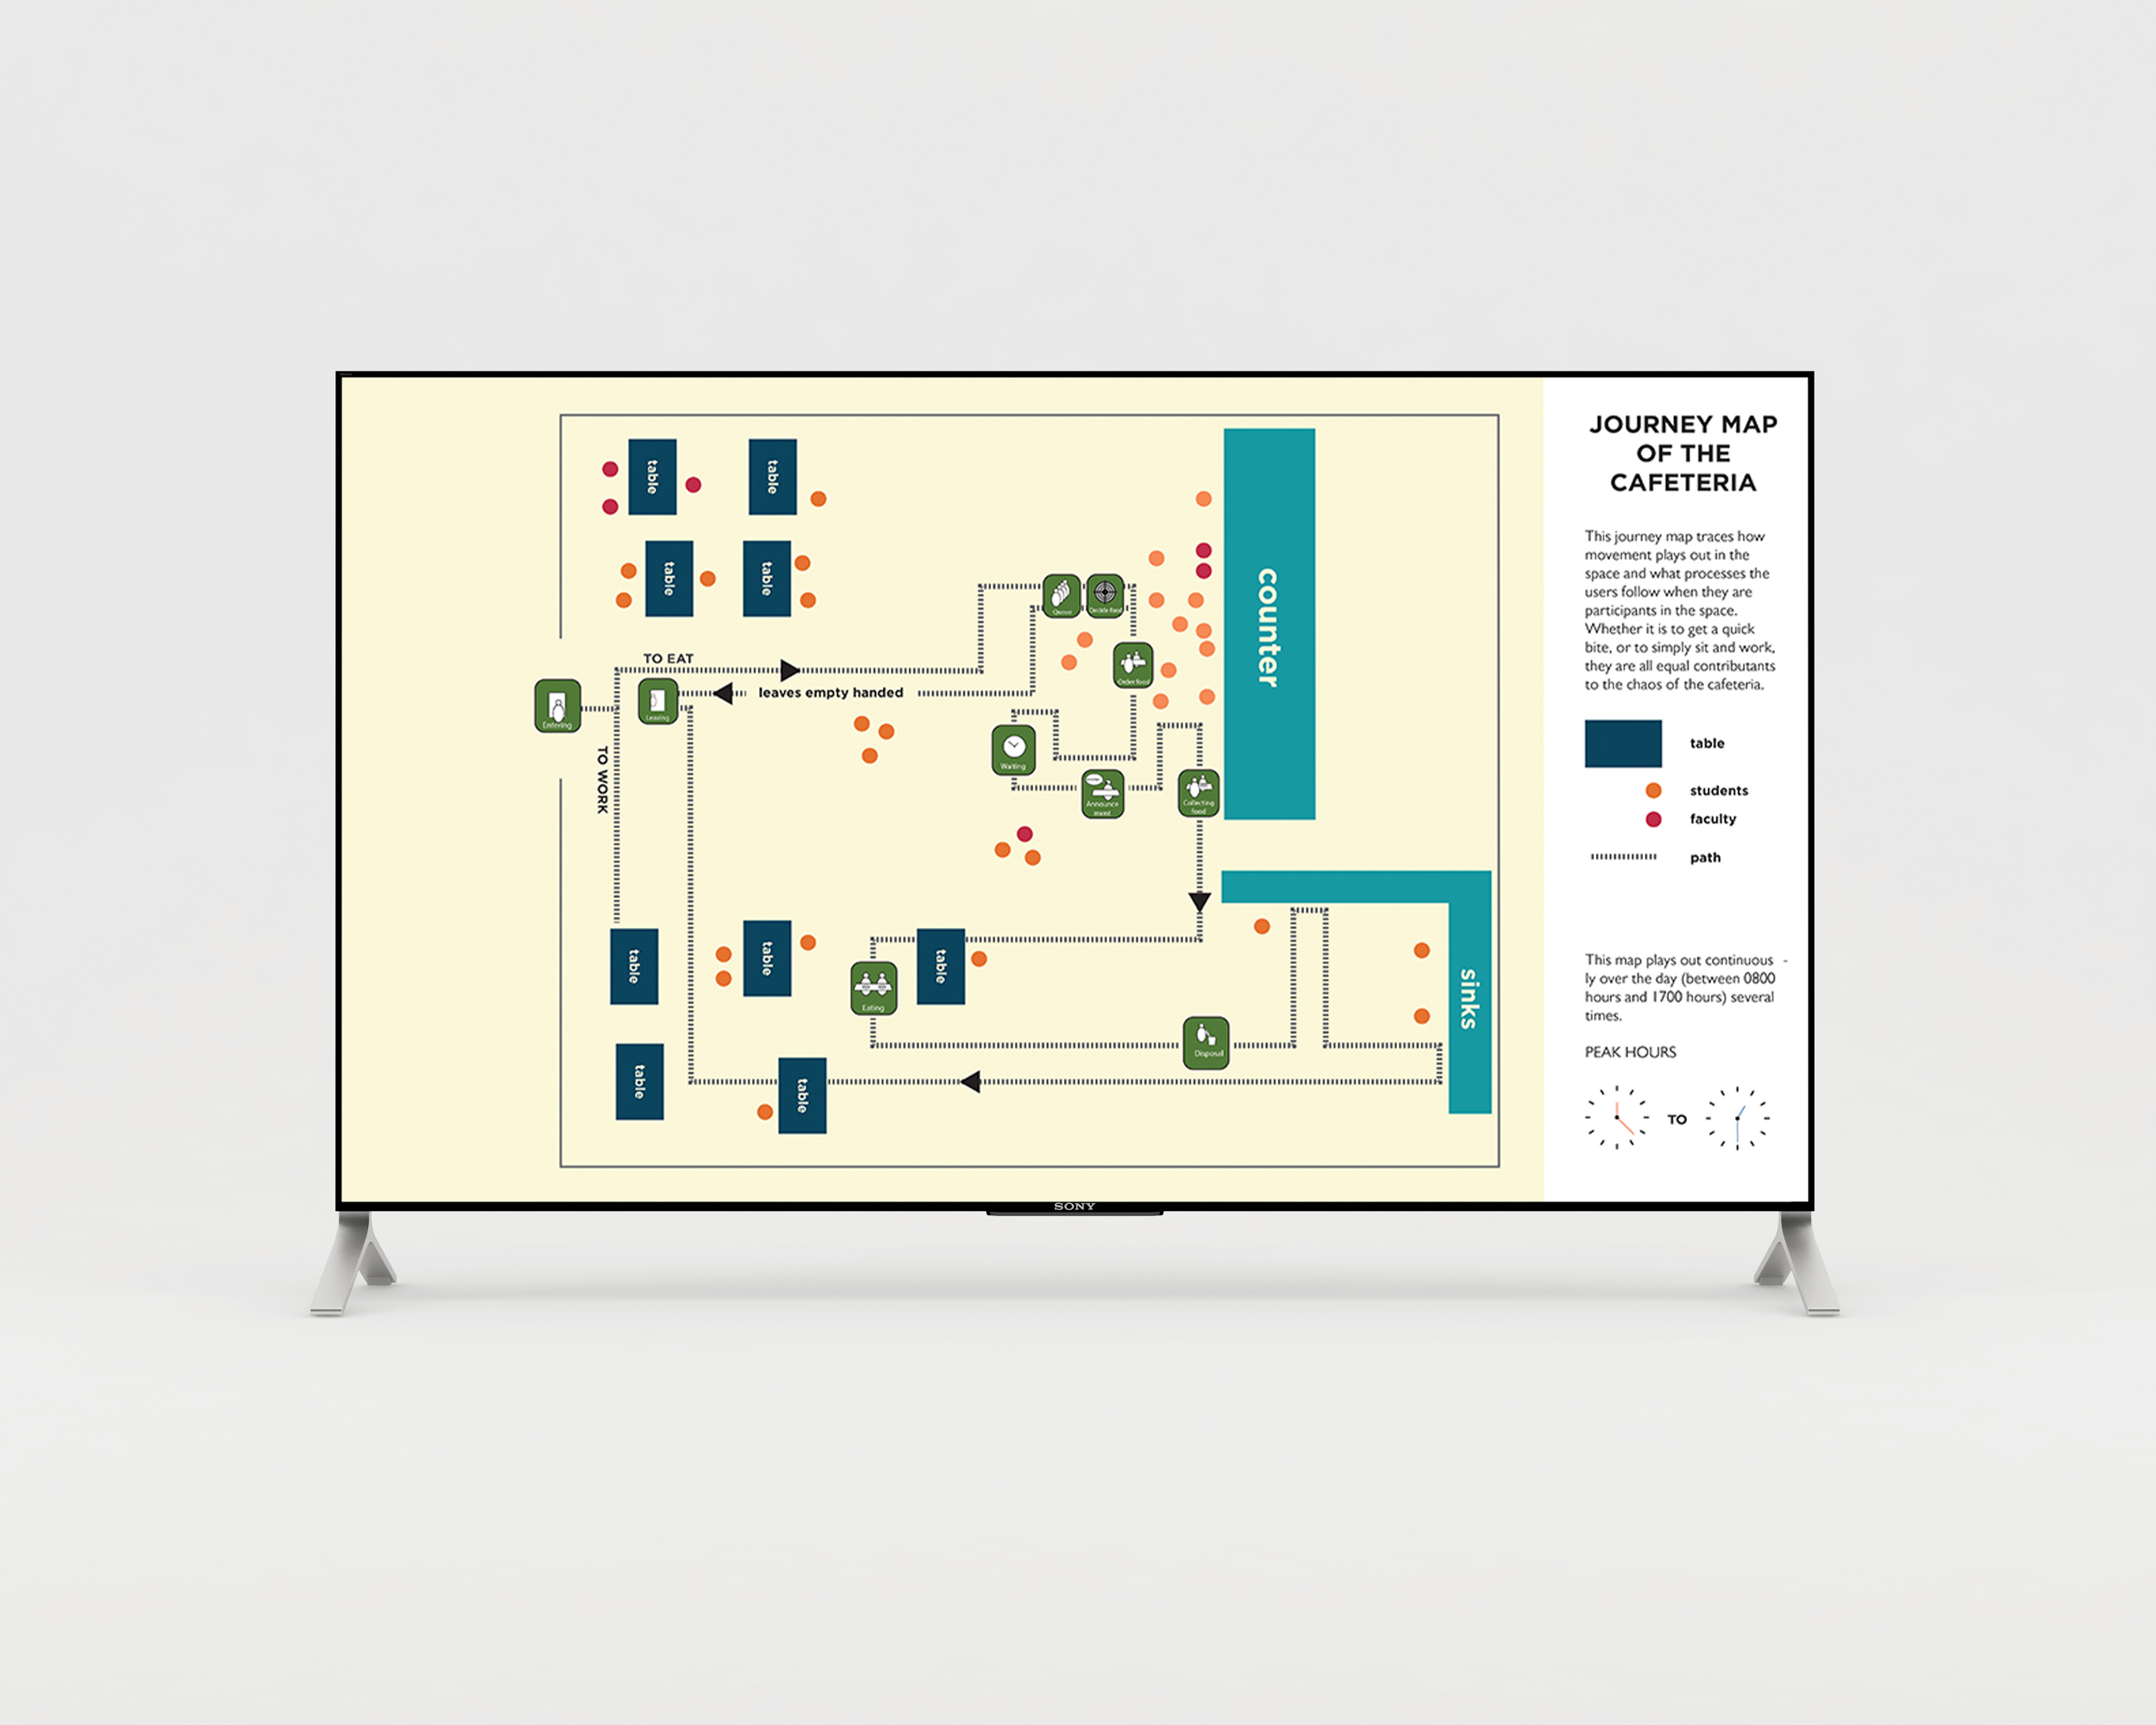 JOURNEY MAP
OF THE
CAFETERIA
This journey map traces how
movement plays out in the
space and what processes the
users follow when they are
participants in the space.
Whether it is to get a quick
bite, or to simply sit and work,
they are all equal contributants
to the chaos of the cafeteria.
table
students
faculty
path
This map plays out continuous -
ly over the day (between 0800
hours and 1700 hours) several
times.
PEAK HOURS
TO
table
table
table
table
counter
Queue
Decide food
TO EAT
Order food
leaves empty handed
Entering
Leaving
TO WORK
Waiting
Announce
ment
Collecting
food
table
table
table
sinks
Eating
Disposal
table
table
SONY